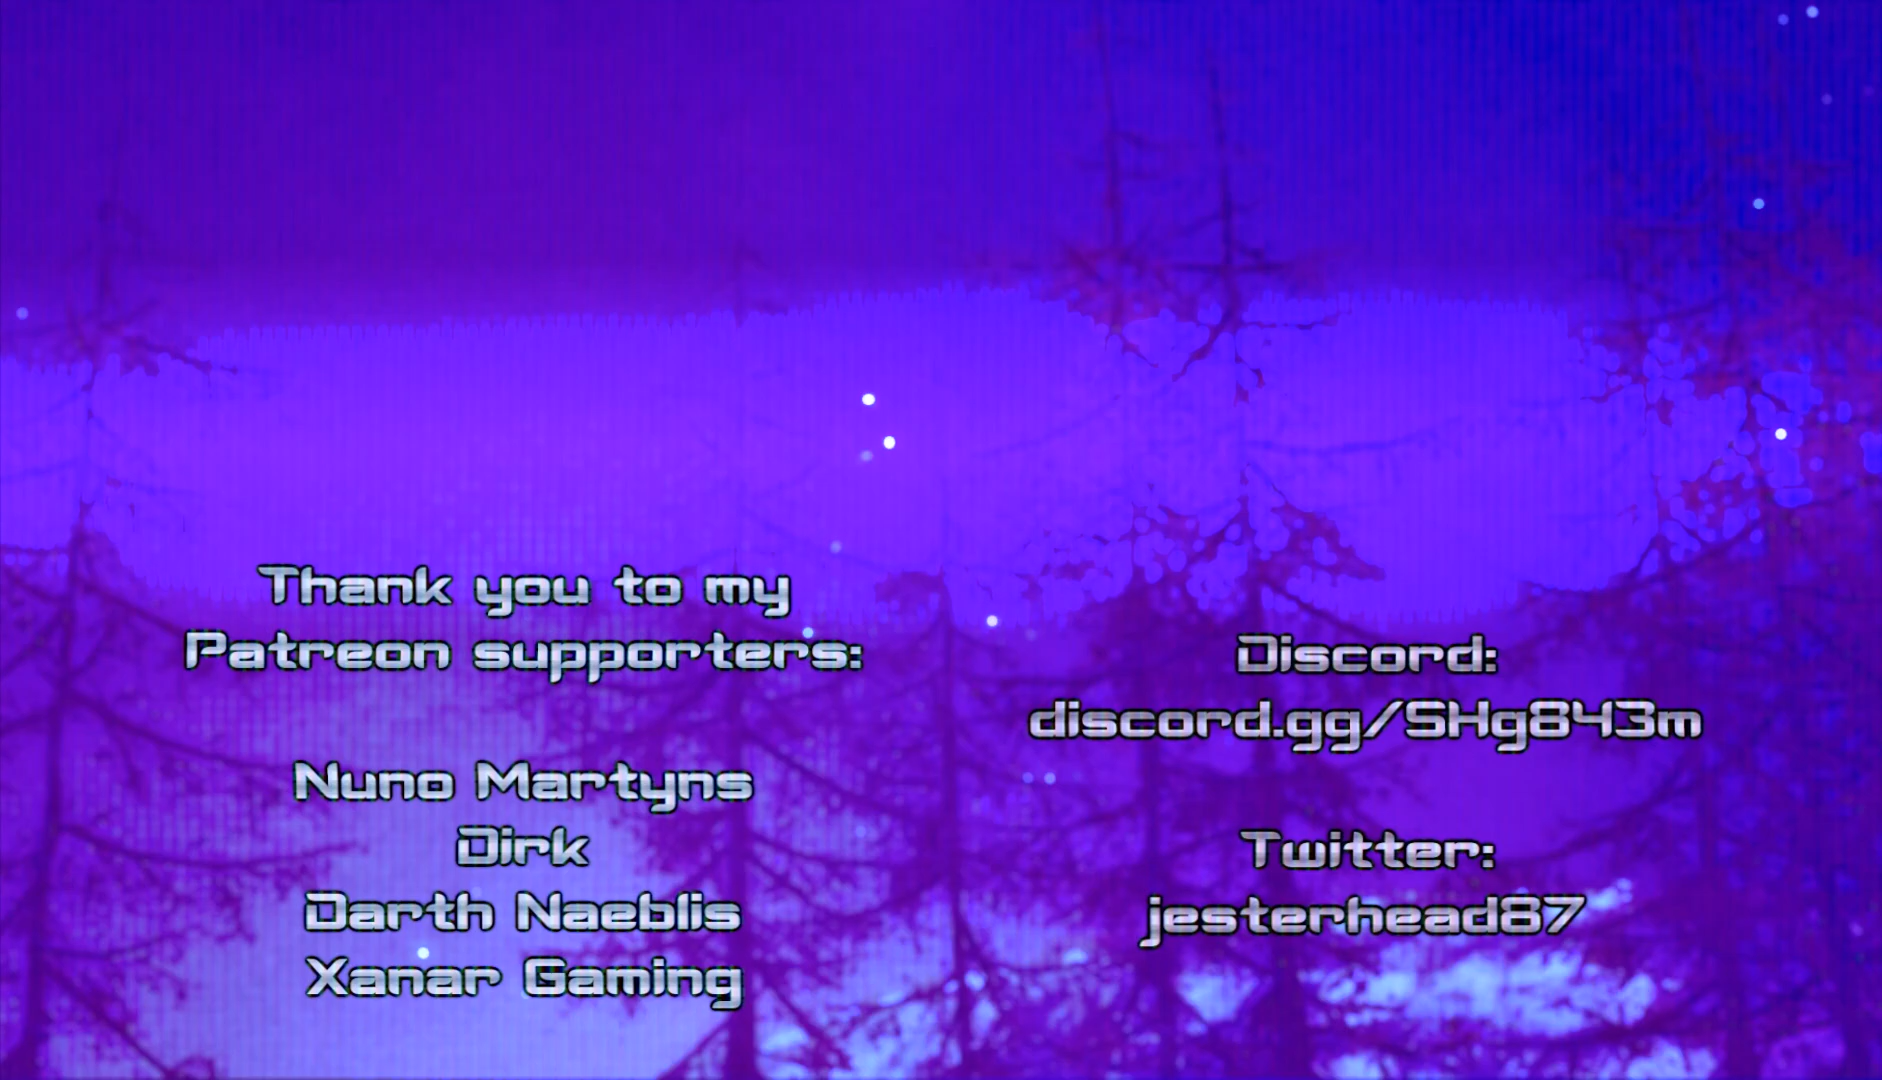 Thank you to my
Patreon supporters:
Nuno Martyns
Dirk
Darth Naeblis
Xanar Gaming
Discord:
discord.gg/SHg843m
Twitter:
jesterhead87